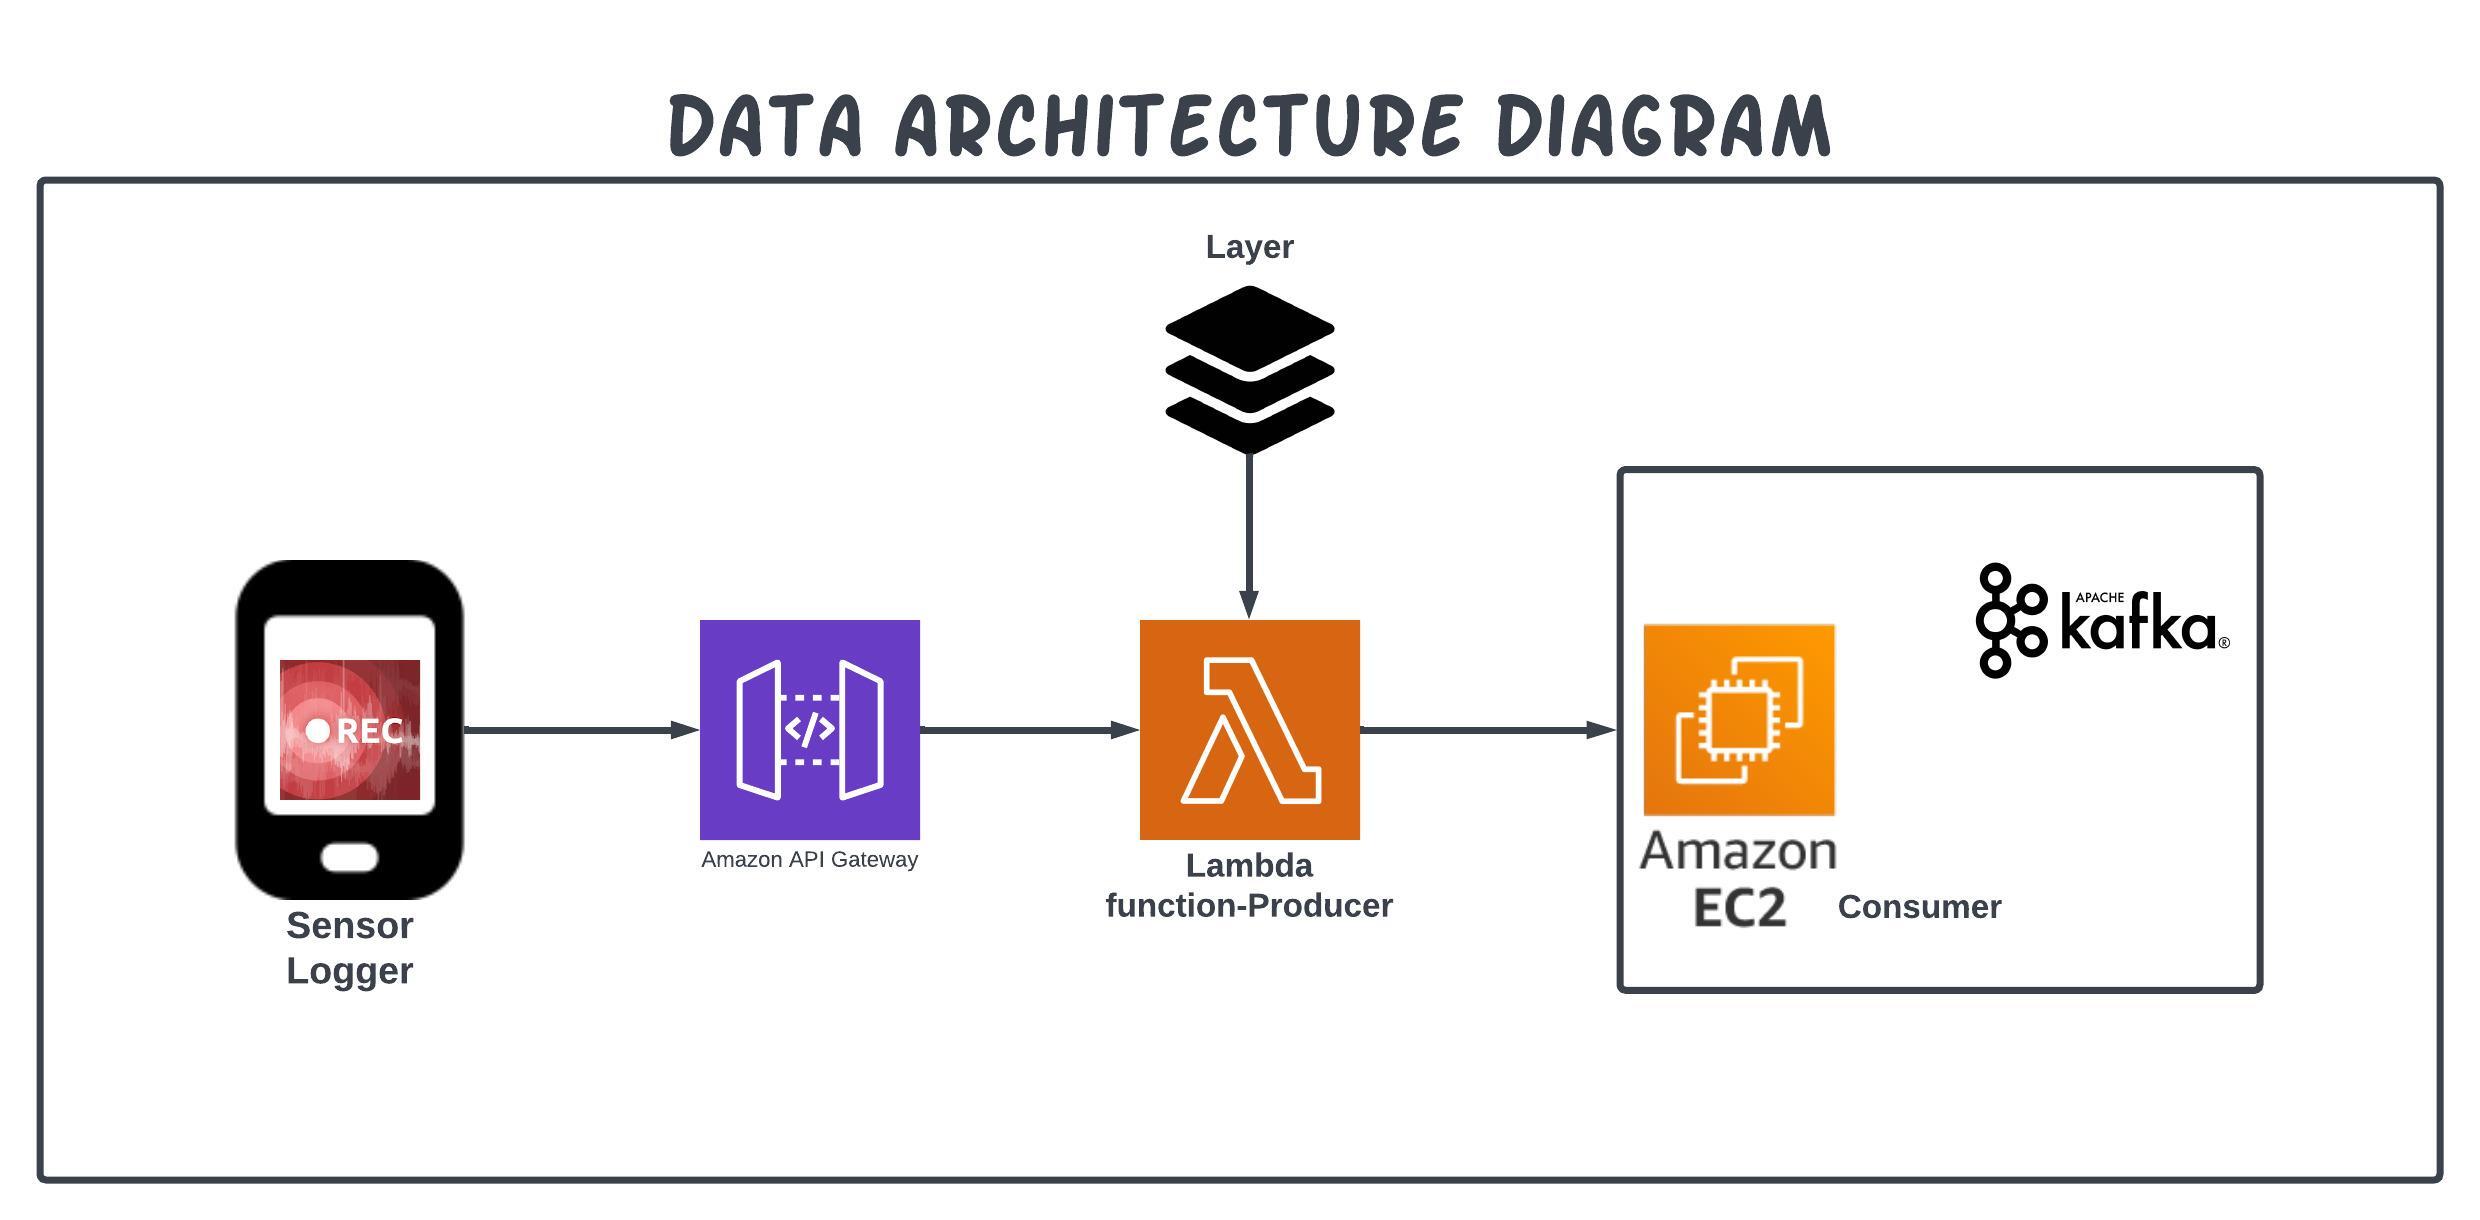 DATA ARCHITECTURE DIAGRAM
Layer
APACHE
kafka®
REC
</>
Amazon API Gateway
Lambda
function-Producer
Amazon
EC2
Consumer
Sensor
Logger